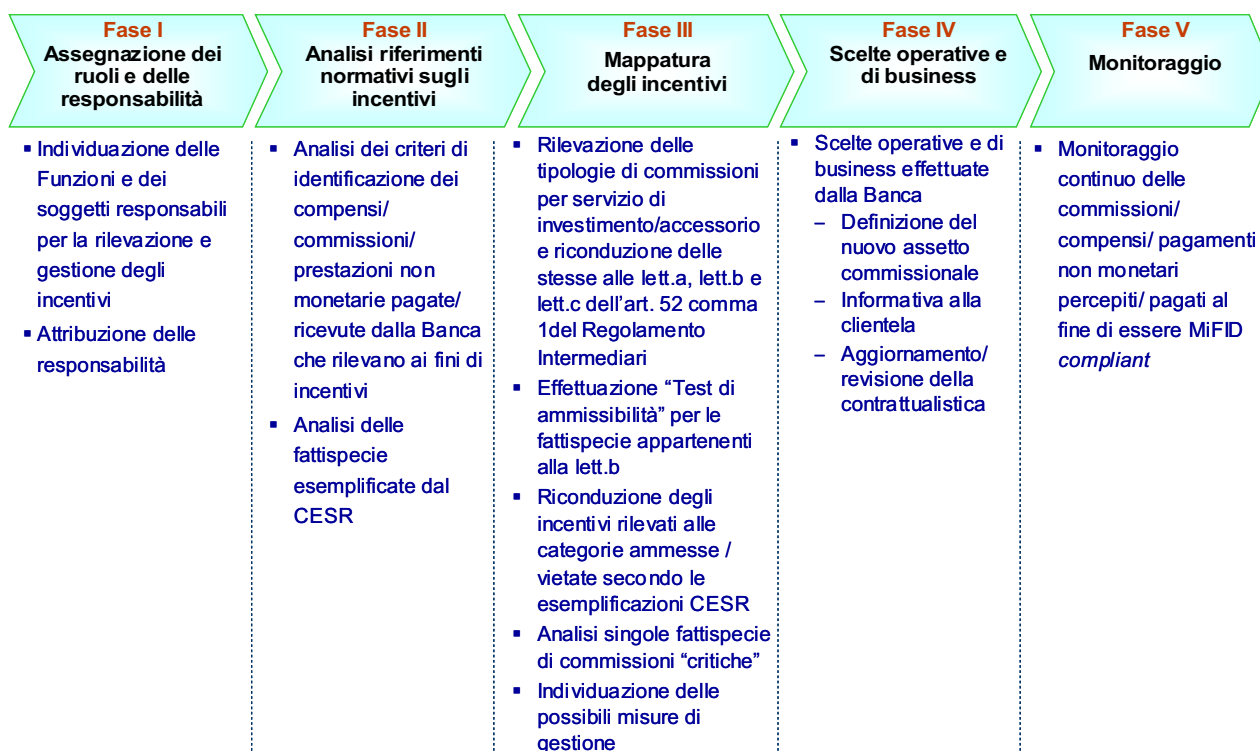 Fase I
Assegnazione dei
ruoli e delle
responsabilità
▪ Individuazione delle
Funzioni e dei
soggetti responsabili
per la rilevazione e
gestione degli
incentivi
▪ Attribuzione delle
responsabilità
Fase II
Analisi riferimenti
normativi sugli
incentivi
▪ Analisi dei criteri di
identificazione dei
compensi/
commissioni/
prestazioni non
monetarie pagate/
ricevute dalla Banca
che rilevano ai fini di
incentivi
▪ Analisi delle
fattispecie
esemplificate dal
CESR
Fase III
Mappatura
degli incentivi
▪ Rilevazione delle
tipologie di commissioni
per servizio di
investimento/accessorio
e riconduzione delle
stesse alle lett.a, lett.b e
lett.c dell’art. 52 comma
1del Regolamento
Intermediari
▪ Effettuazione “Test di
ammissibilità” per le
fattispecie appartenenti
alla lett.b
▪ Riconduzione degli
incentivi rilevati alle
categorie ammesse /
vietate secondo le
esemplificazioni CESR
▪ Analisi singole fattispecie
di commissioni “critiche”
▪ Individuazione delle
possibili misure di
gestione
Fase IV
Scelte operative e
di business
▪ Scelte operative e di
business effettuate
dalla Banca
– Definizione del
nuovo assetto
commissionale
– Informativa alla
clientela
– Aggiornamento/
revisione della
contrattualistica
Fase V
Monitoraggio
▪ Monitoraggio
continuo delle
commissioni/
compensi/ pagamenti
non monetari
percepiti/ pagati al
fine di essere MiFID
compliant